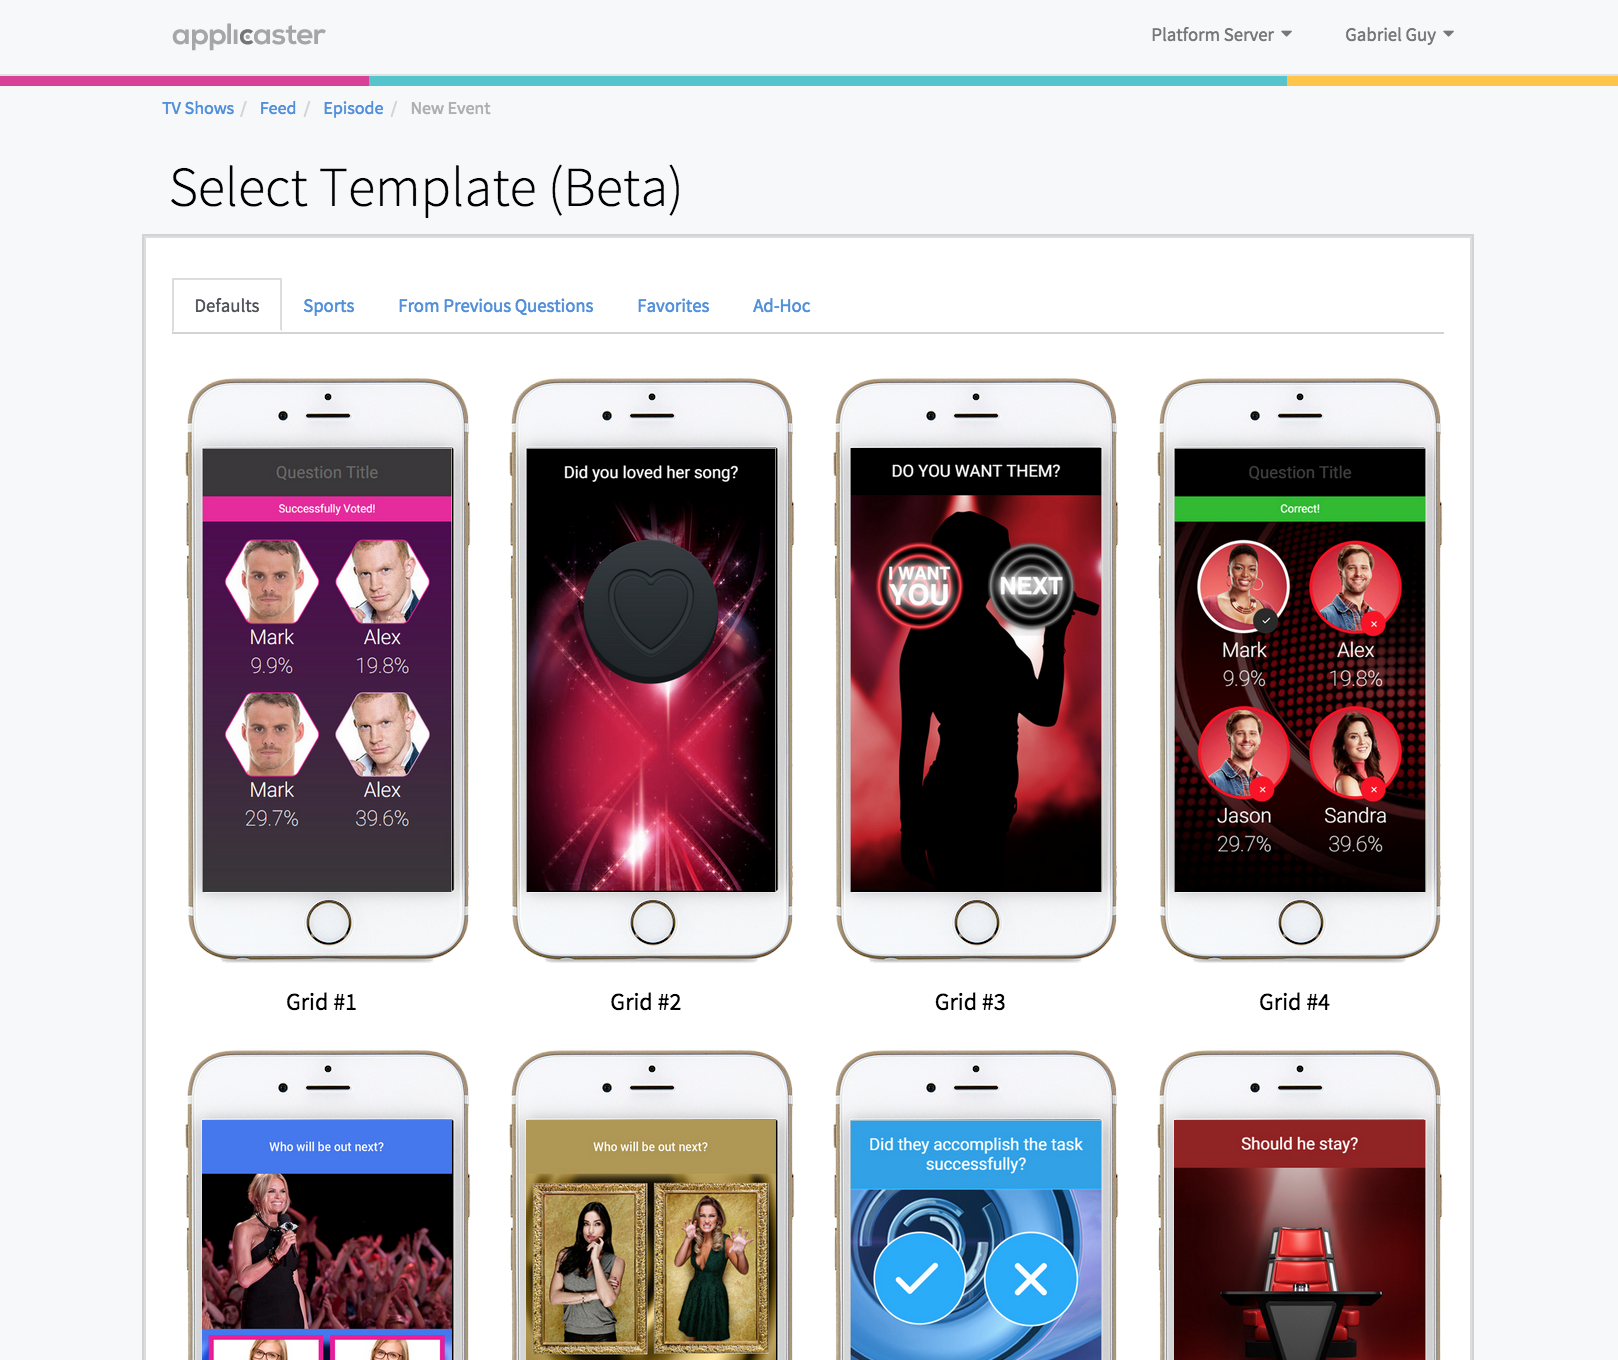 applicaster
Platform Server
Gabriel Guy
TV Shows / Feed / Episode / New Event
Select Template (Beta)
Defaults
Sports
From Previous Questions
Favorites
Ad-Hoc
Question Title
Successfully Voted!
Mark
Alex
9.9%
19.8%
Mark
Alex
29.7%
39.6%
Did you loved her song?
DO YOU WANT THEM?
I WANT
YOU
NEXT
Question Title
Correct!
Mark
Alex
9.9%
19.8%
Jason
Sandra
29.7%
39.6%
Grid #1
Grid #2
Grid #3
Grid #4
Who will be out next?
Who will be out next?
Did they accomplish the task
successfully?
Should he stay?